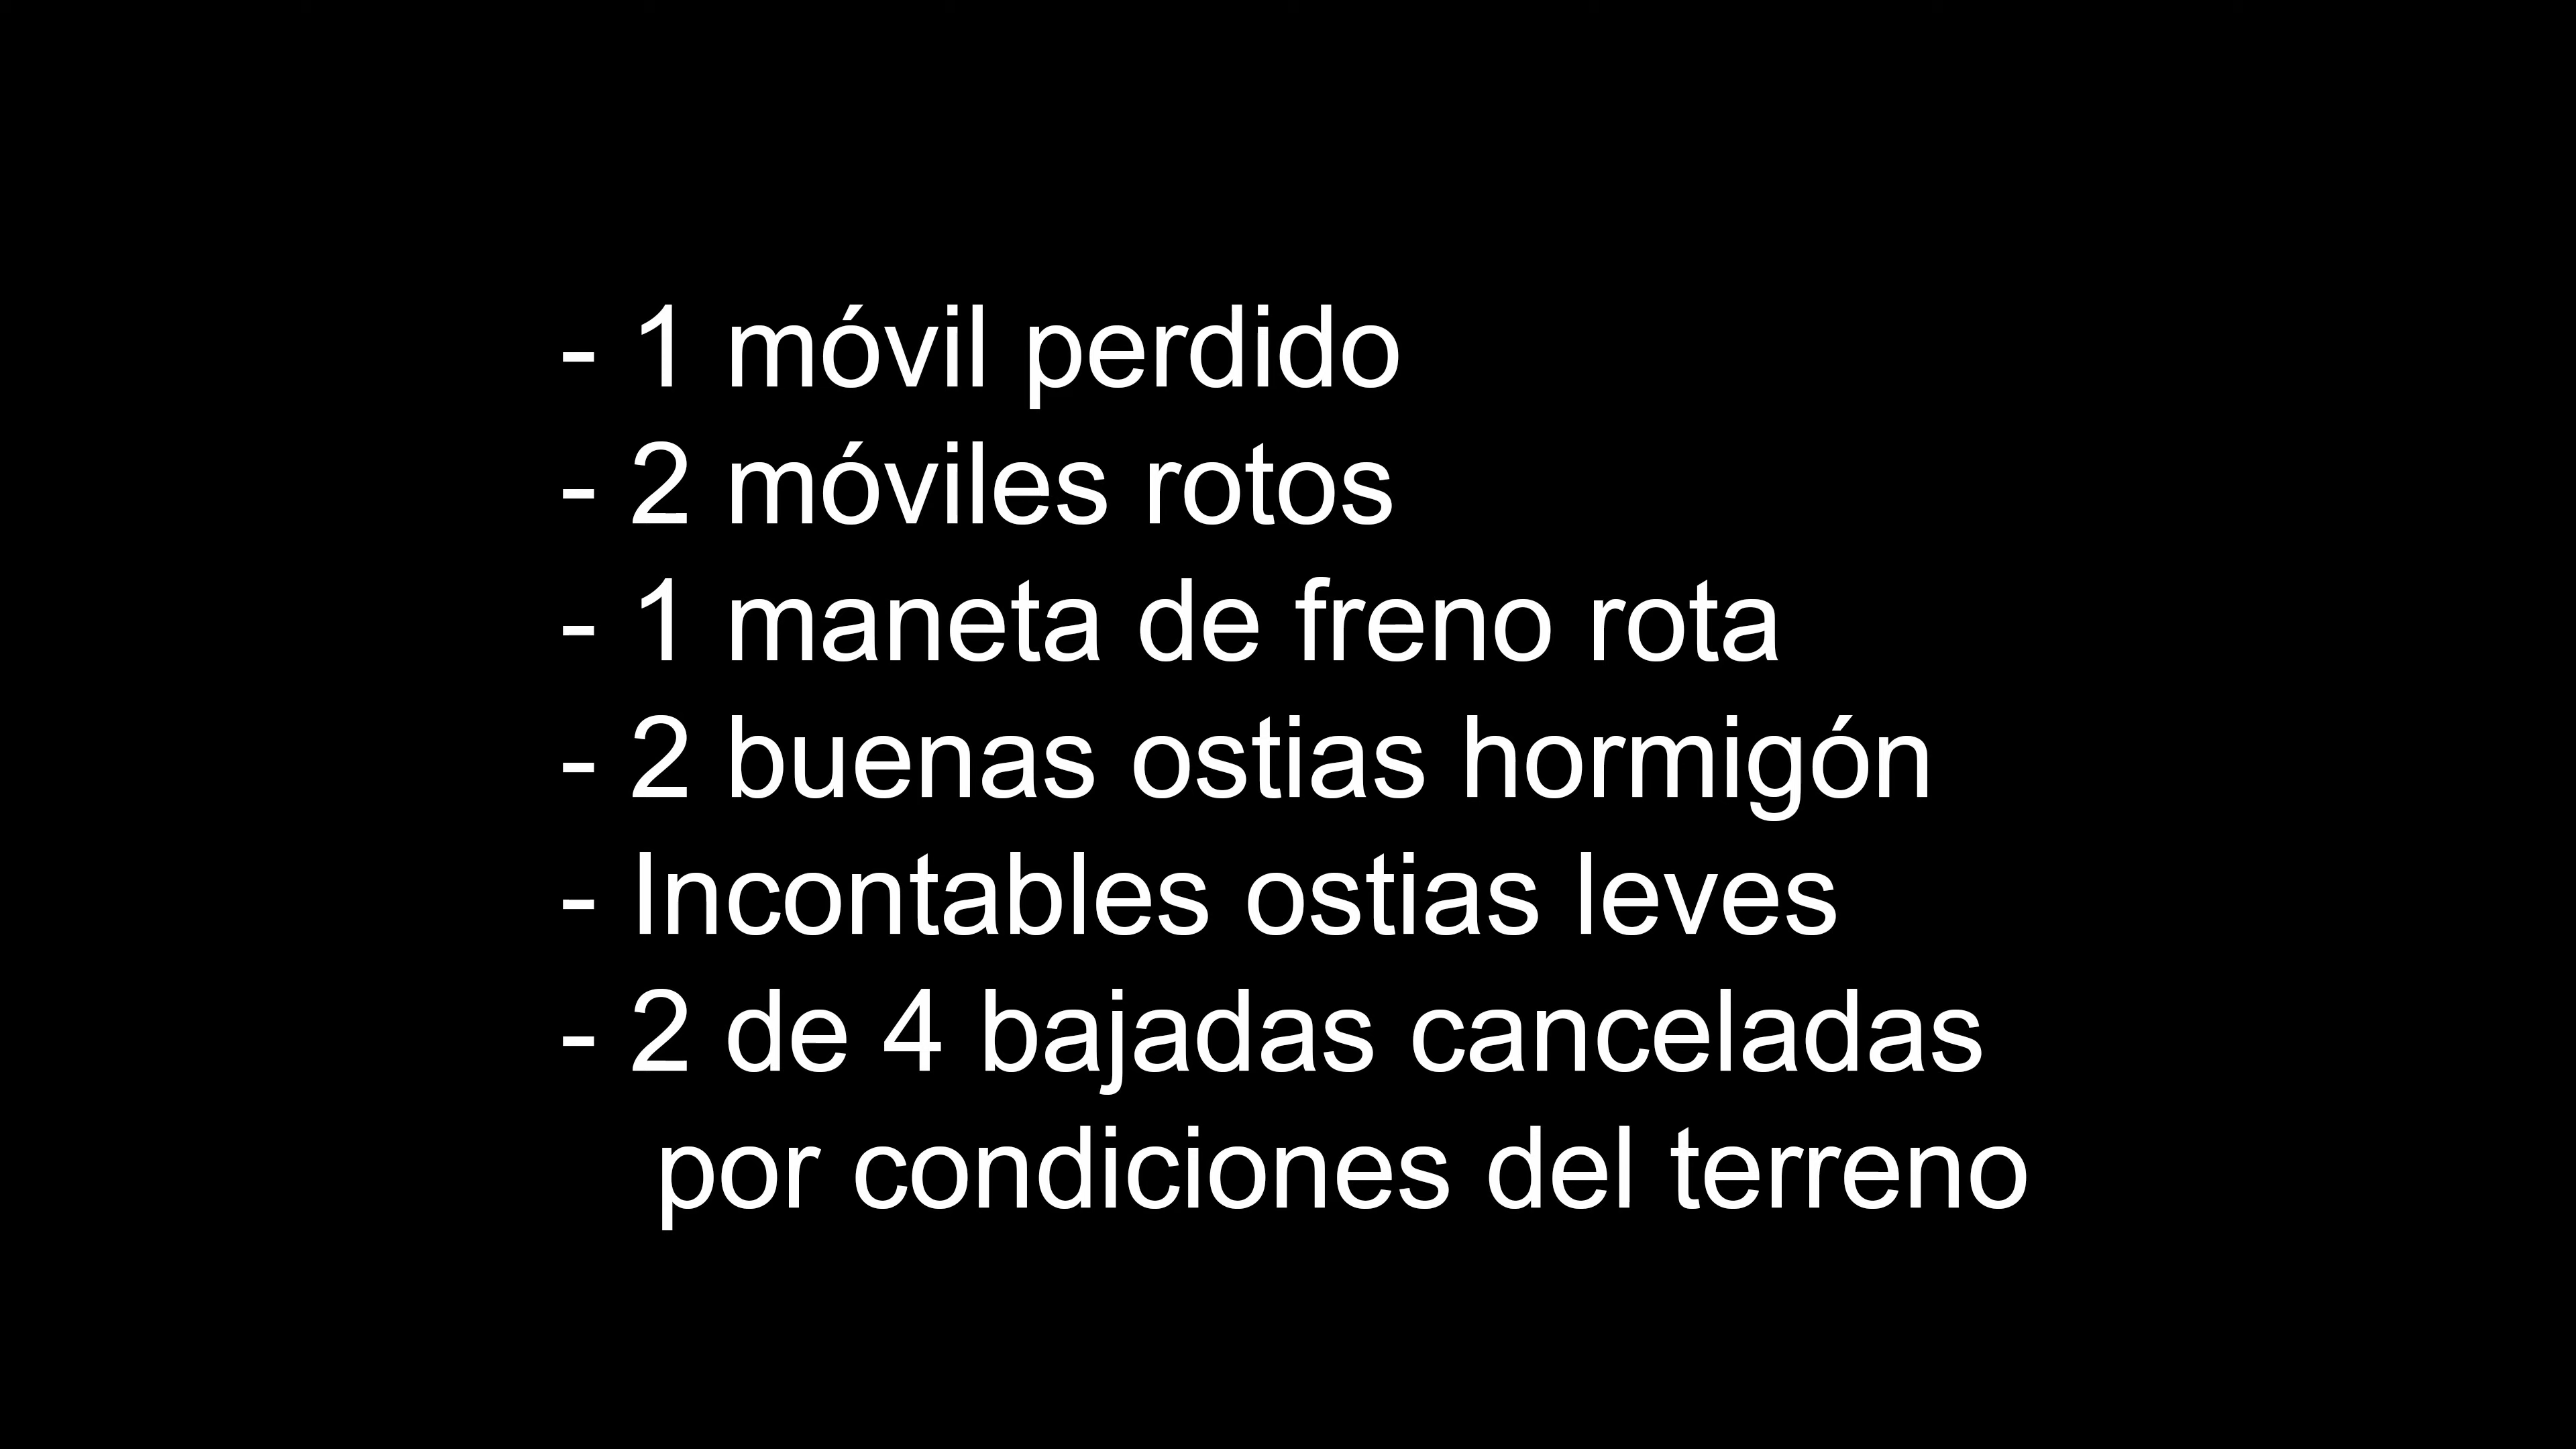 - 1 móvil perdido
- 2 móviles rotos
- 1 maneta de freno rota
- 2 buenas ostias hormigón
- Incontables ostias leves
- 2 de 4 bajadas canceladas
por condiciones del terreno